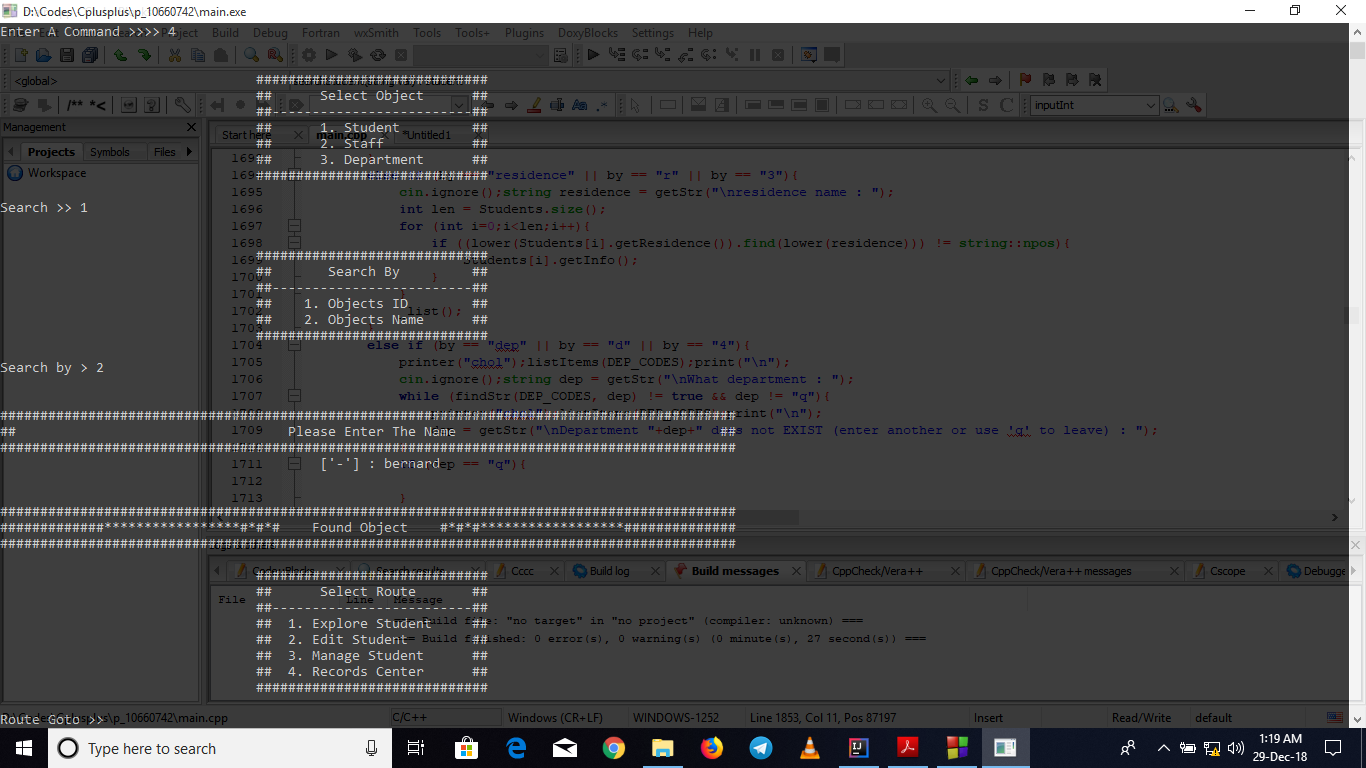 D:\Codes\Cplusplus\p_10660742\main.exe
Enter A Command >>>> 4
Project Build Debug Fortran wxSmith Tools Tools+ Plugins DoxyBlocks Settings Help
<global>
#############################
## Select Object ##
##-------------------------##
## 1. Student ##
## 2. Staff ##
## 3. Department ##
#############################
/** *<
S C
inputInt
Management
Start here main.cpp *Untitled1
Projects Symbols Files
Workspace
Search >> 1
"residence" || by == "r" || by == "3"){
1695 cin.ignore();string residence = getStr("\nresidence name : ");
1696 int len = Students.size();
1697 for (int i=0;i<len;i++){
1698 if ((lower(Students[i].getResidence()).find(lower(residence))) != string::npos){
Students[i].getInfo();
1700 }
1701
1702 list();
1703
1704 else if (by == "dep" || by == "d" || by == "4"){
1705 printer("chol");listItems(DEP_CODES);print("\n");
1706 cin.ignore();string dep = getStr("\nWhat department : ");
1707 while (findStr(DEP_CODES, dep) != true && dep != "q"){
1709 = getStr("\nDepartment "+dep+" does not EXIST (enter another or use 'q' to leave) : ");
1711 dep == "q"){
1712
1713 }
#############################
## Search By ##
##-------------------------##
## 1. Objects ID ##
## 2. Objects Name ##
#############################
Search by > 2
############################################################################################
## Please Enter The Name ##
############################################################################################
['-'] : bernard
############################################################################################
#############*****************#*#*# Found Object #*#*#******************##############
############################################################################################
Code::Blocks Search results Cccc Build log Build messages CppCheck/Vera++ CppCheck/Vera++ messages Cscope Debugge
File Line Message
=== Build file: "no target" in "no project" (compiler: unknown) ===
=== Build finished: 0 error(s), 0 warning(s) (0 minute(s), 27 second(s)) ===
#############################
## Select Route ##
##-------------------------##
## 1. Explore Student ##
## 2. Edit Student ##
## 3. Manage Student ##
## 4. Records Center ##
#############################
Route Goto >>
D:\Codes\Cplusplus\p_10660742\main.cpp C/C++ Windows (CR+LF) WINDOWS-1252 Line 1853, Col 11, Pos 87197 Insert Read/Write default
Type here to search
1:19 AM
29-Dec-18